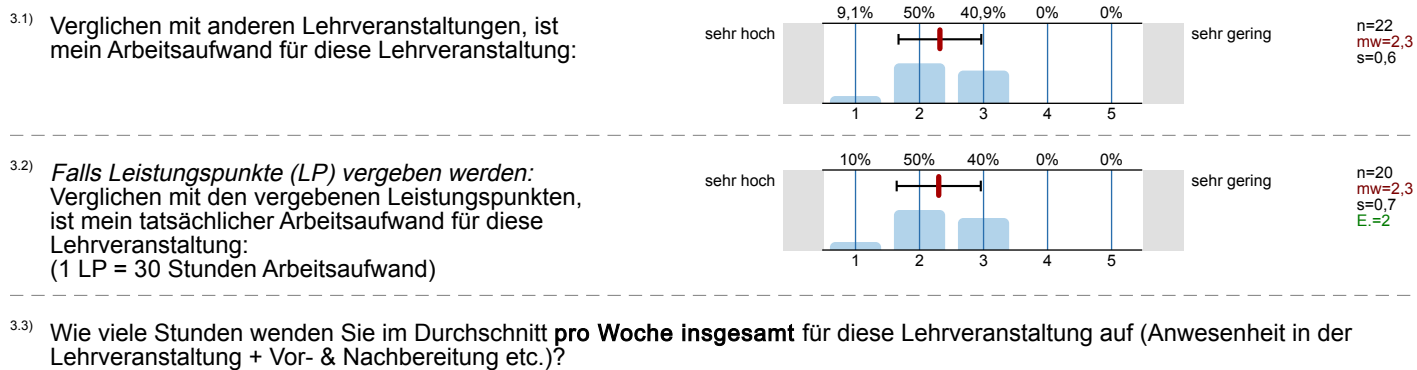 3.1) Verglichen mit anderen Lehrveranstaltungen, ist
mein Arbeitsaufwand für diese Lehrveranstaltung:
9,1% 50% 40,9% 0% 0%
sehr hoch sehr gering
1 2 3 4 5
n=22
mw=2,3
s=0,6
3.2) Falls Leistungspunkte (LP) vergeben werden:
Verglichen mit den vergebenen Leistungspunkten,
ist mein tatsächlicher Arbeitsaufwand für diese
Lehrveranstaltung:
(1 LP = 30 Stunden Arbeitsaufwand)
10% 50% 40% 0% 0%
sehr hoch sehr gering
1 2 3 4 5
n=20
mw=2,3
s=0,7
E.=2
3.3) Wie viele Stunden wenden Sie im Durchschnitt pro Woche insgesamt für diese Lehrveranstaltung auf (Anwesenheit in der
Lehrveranstaltung + Vor- & Nachbereitung etc.)?